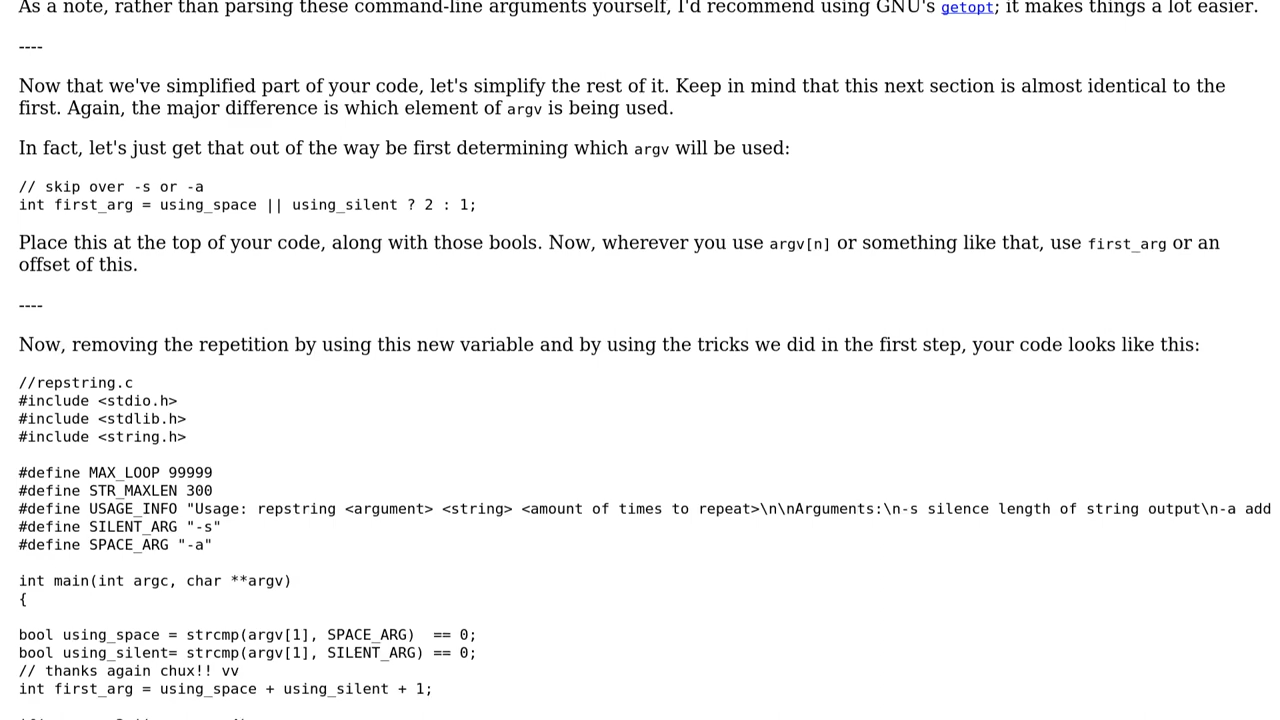 As a note, rather than parsing these command-line arguments yourself, I'd recommend using GNU's getopt; it makes things a lot easier.
----
Now that we've simplified part of your code, let's simplify the rest of it. Keep in mind that this next section is almost identical to the
first. Again, the major difference is which element of argv is being used.
In fact, let's just get that out of the way be first determining which argv will be used:
// skip over -s or -a
int first_arg = using_space || using_silent ? 2 : 1;
Place this at the top of your code, along with those bools. Now, wherever you use argv[n] or something like that, use first_arg or an
offset of this.
----
Now, removing the repetition by using this new variable and by using the tricks we did in the first step, your code looks like this:
//repstring.c
#include <stdio.h>
#include <stdlib.h>
#include <string.h>
#define MAX_LOOP 99999
#define STR_MAXLEN 300
#define USAGE_INFO "Usage: repstring <argument> <string> <amount of times to repeat>\n\nArguments:\n-s silence length of string output\n-a add
#define SILENT_ARG "-s"
#define SPACE_ARG "-a"
int main(int argc, char **argv)
{
bool using_space = strcmp(argv[1], SPACE_ARG)  == 0;
bool using_silent= strcmp(argv[1], SILENT_ARG) == 0;
// thanks again chux!! vv
int first_arg = using_space + using_silent + 1;